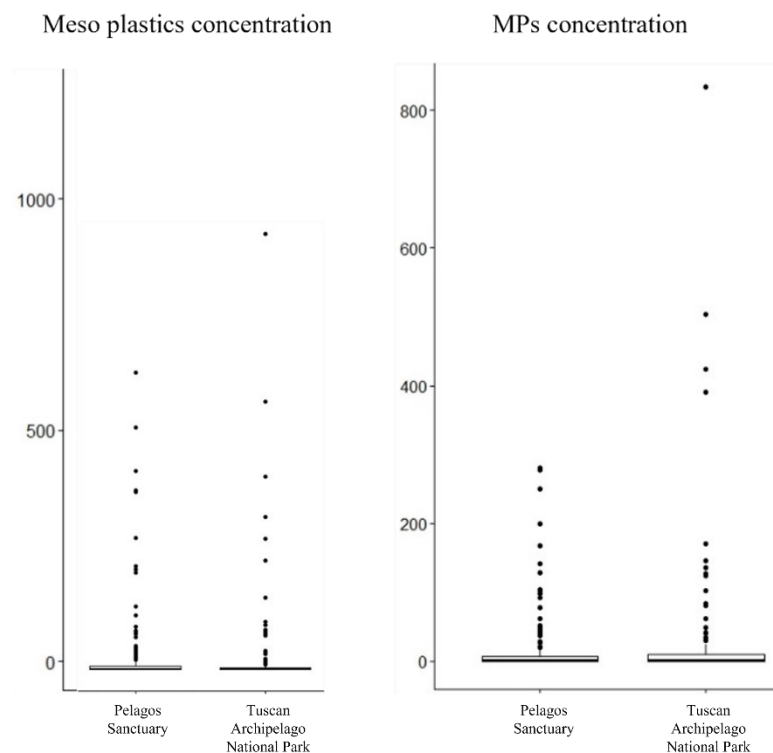 Meso plastics concentration
1000
500
0
Pelagos
Sanctuary
Tuscan
Archipelago
National Park
MPs concentration
800
600
400
200
0
Pelagos
Sanctuary
Tuscan
Archipelago
National Park